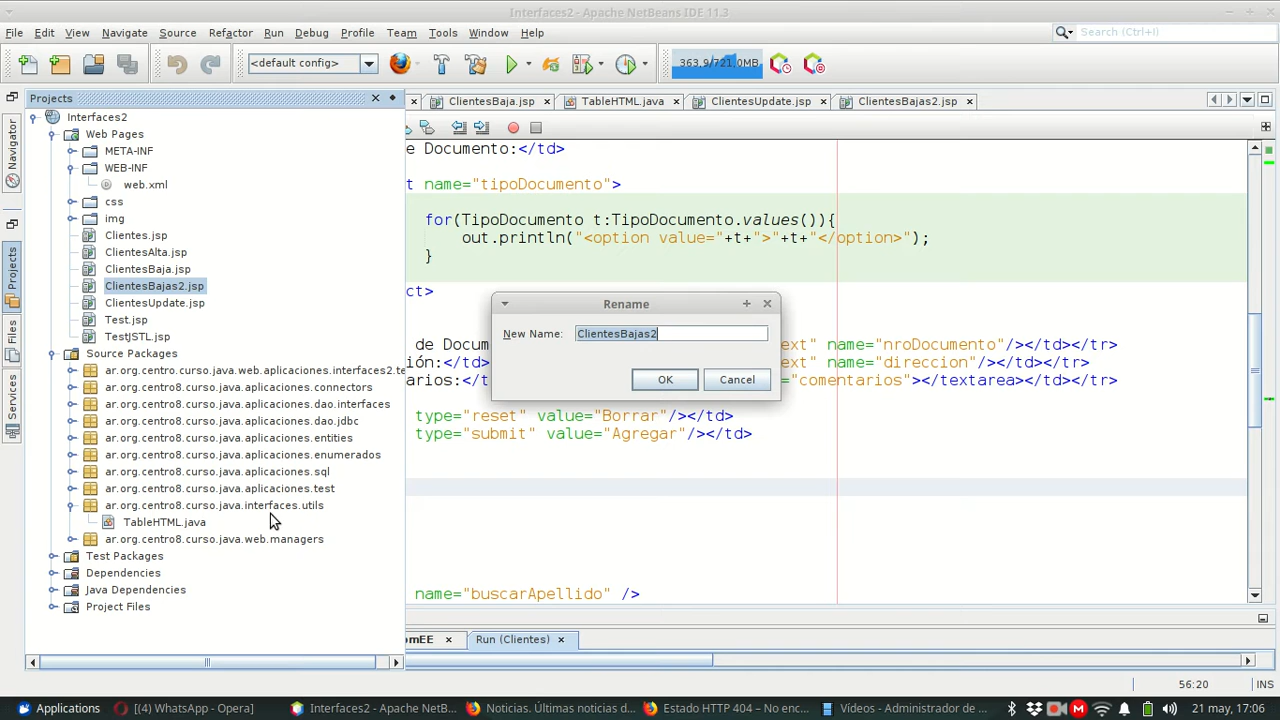 Interfaces2 - Apache NetBeans IDE 11.3
File Edit View Navigate Source Refactor Run Debug Profile Team Tools Window Help
Search (Ctrl+I)
<default config>
363,9/721,0MB
Projects
ClientesBaja.jsp
TableHTML.java
ClientesUpdate.jsp
ClientesBajas2.jsp
Navigator
Projects
Files
Services
Interfaces2
Web Pages
META-INF
WEB-INF
web.xml
css
img
Clientes.jsp
ClientesAlta.jsp
ClientesBaja.jsp
ClientesBajas2.jsp
ClientesUpdate.jsp
Test.jsp
TestJSTL.jsp
Source Packages
ar.org.centro.curso.java.web.aplicaciones.interfaces2.te
ar.org.centro8.curso.java.aplicaciones.connectors
ar.org.centro8.curso.java.aplicaciones.dao.interfaces
ar.org.centro8.curso.java.aplicaciones.dao.jdbc
ar.org.centro8.curso.java.aplicaciones.entities
ar.org.centro8.curso.java.aplicaciones.enumerados
ar.org.centro8.curso.java.aplicaciones.sql
ar.org.centro8.curso.java.aplicaciones.test
ar.org.centro8.curso.java.interfaces.utils
TableHTML.java
ar.org.centro8.curso.java.web.managers
Test Packages
Dependencies
Java Dependencies
Project Files
e Documento:</td>
t name="tipoDocumento">
for(TipoDocumento t:TipoDocumento.values()){
out.println("<option value="+t+">"+t+"</option>");
}
ct>
de Docum
ext" name="nroDocumento"/></td></tr>
ión:</td>
ext" name="direccion"/></td></tr>
tarios:</t
="comentarios"></textarea></td></tr>
type="reset" value="Borrar"/></td>
type="submit" value="Agregar"/></td>
name="buscarApellido" />
Rename
New Name: ClientesBajas2
OK
Cancel
omEE
Run (Clientes)
56:20
INS
Applications
[(4) WhatsApp - Opera]
Interfaces2 - Apache NetB...
Noticias. Últimas noticias d...
Estado HTTP 404 – No enc...
Vídeos - Administrador de ...
21 may, 17:06